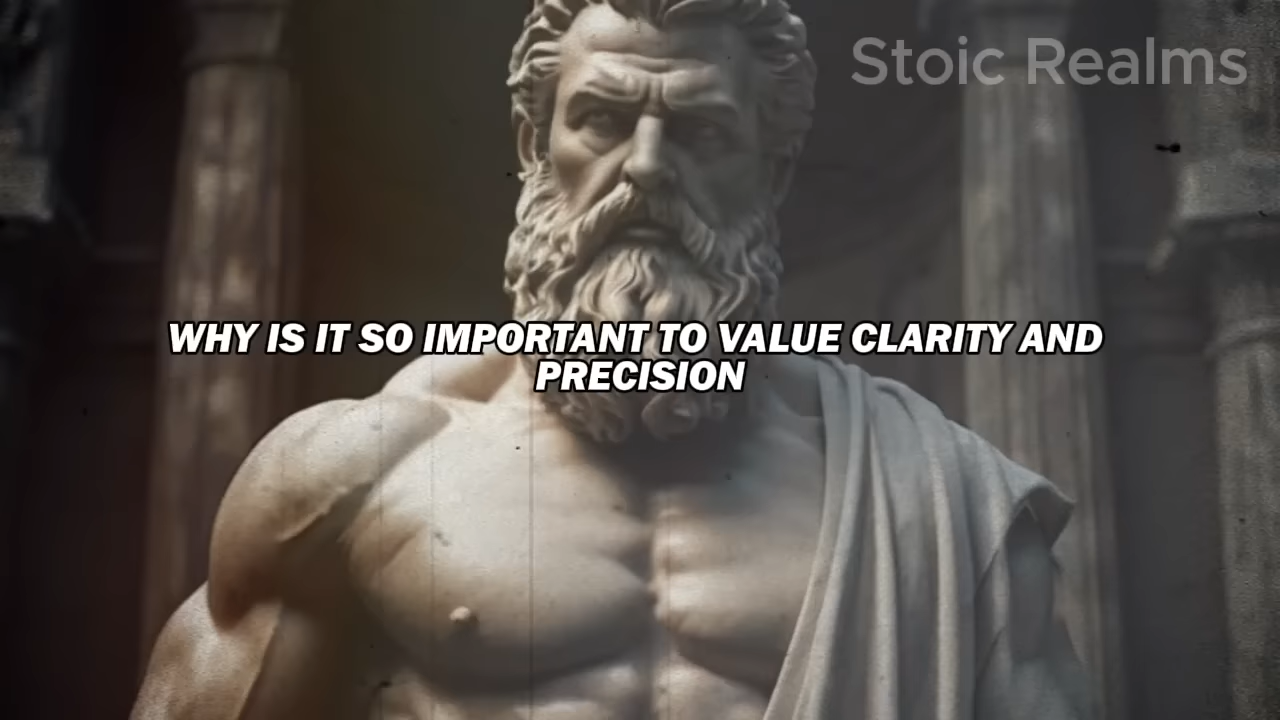 Stoic Realms
WHY IS IT SO IMPORTANT TO VALUE CLARITY AND
PRECISION